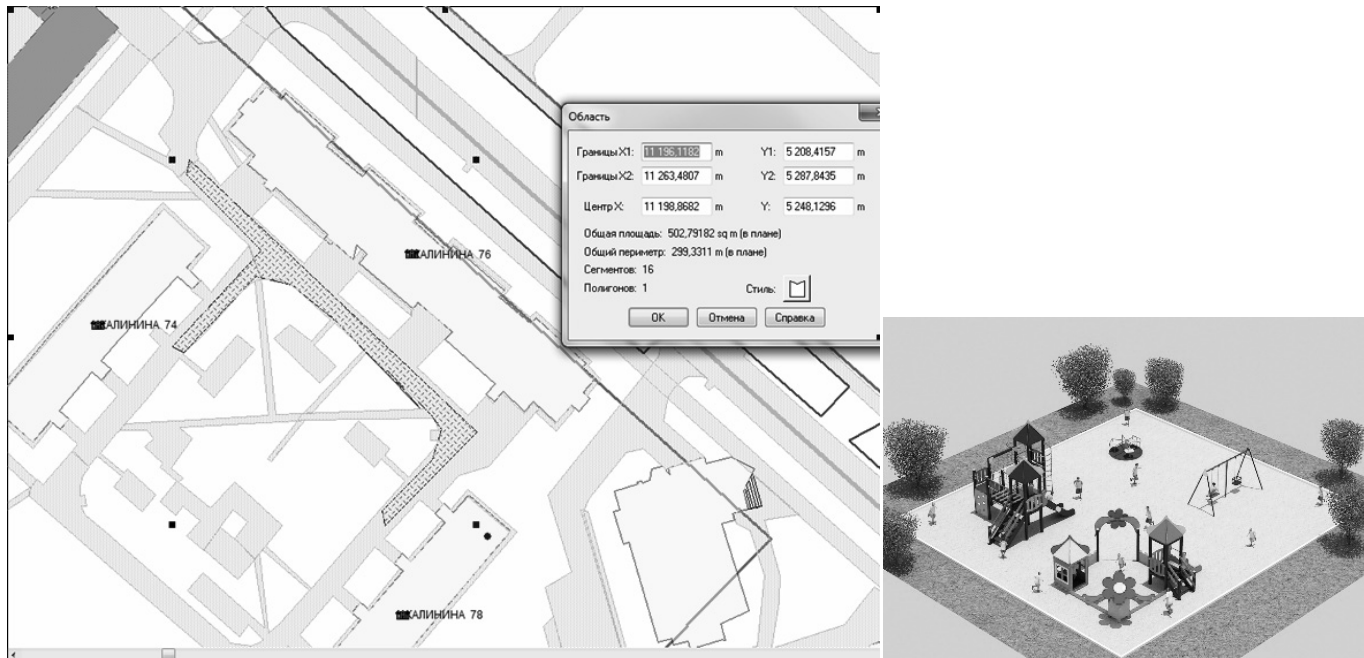 Область
Границы X1: 11 196,1182 m Y1: 5 208,4157 m
Границы X2: 11 263,4807 m Y2: 5 287,8435 m
Центр X: 11 198,8682 m Y: 5 248,1296 m
Общая площадь: 502,79182 sq m (в плане)
Общий периметр: 299,3311 m (в плане)
Сегментов: 16
Полигонов: 1 Стиль:
OK Отмена Справка
КАЛИНИНА 76
КАЛИНИНА 74
КАЛИНИНА 78